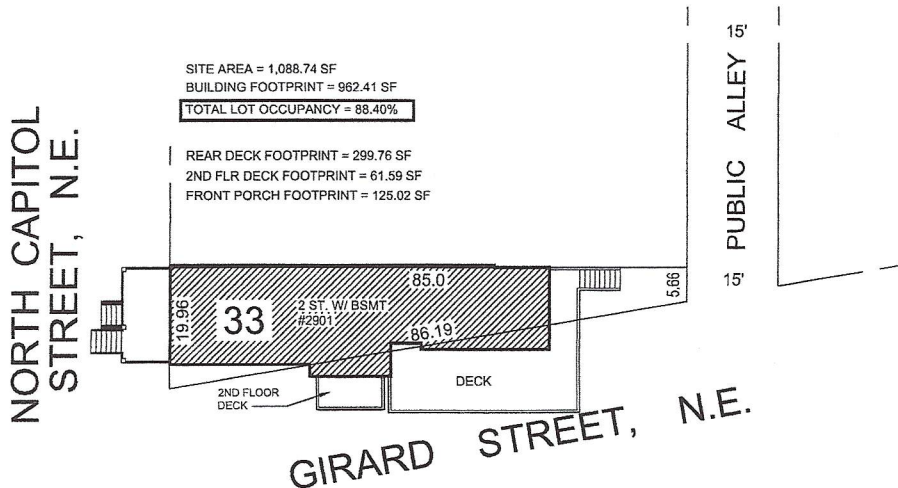 15'
SITE AREA = 1,088.74 SF
BUILDING FOOTPRINT = 962.41 SF
TOTAL LOT OCCUPANCY = 88.40%
REAR DECK FOOTPRINT = 299.76 SF
2ND FLR DECK FOOTPRINT = 61.59 SF
FRONT PORCH FOOTPRINT = 125.02 SF
NORTH CAPITOL
STREET, N.E.
PUBLIC ALLEY
15'
85.0
5.66
19.96
33
2 ST. W/ BSMT
#2901
86.19
2ND FLOOR
DECK
DECK
GIRARD STREET, N.E.